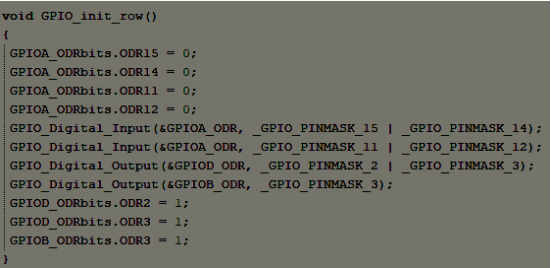 void GPIO_init_row()
{
GPIOA_ODRbits.ODR15 = 0;
GPIOA_ODRbits.ODR14 = 0;
GPIOA_ODRbits.ODR11 = 0;
GPIOA_ODRbits.ODR12 = 0;
GPIO_Digital_Input(&GPIOA_ODR, _GPIO_PINMASK_15 | _GPIO_PINMASK_14);
GPIO_Digital_Input(&GPIOA_ODR, _GPIO_PINMASK_11 | _GPIO_PINMASK_12);
GPIO_Digital_Output(&GPIOD_ODR, _GPIO_PINMASK_2 | _GPIO_PINMASK_3);
GPIO_Digital_Output(&GPIOB_ODR, _GPIO_PINMASK_3);
GPIOD_ODRbits.ODR2 = 1;
GPIOD_ODRbits.ODR3 = 1;
GPIOB_ODRbits.ODR3 = 1;
}